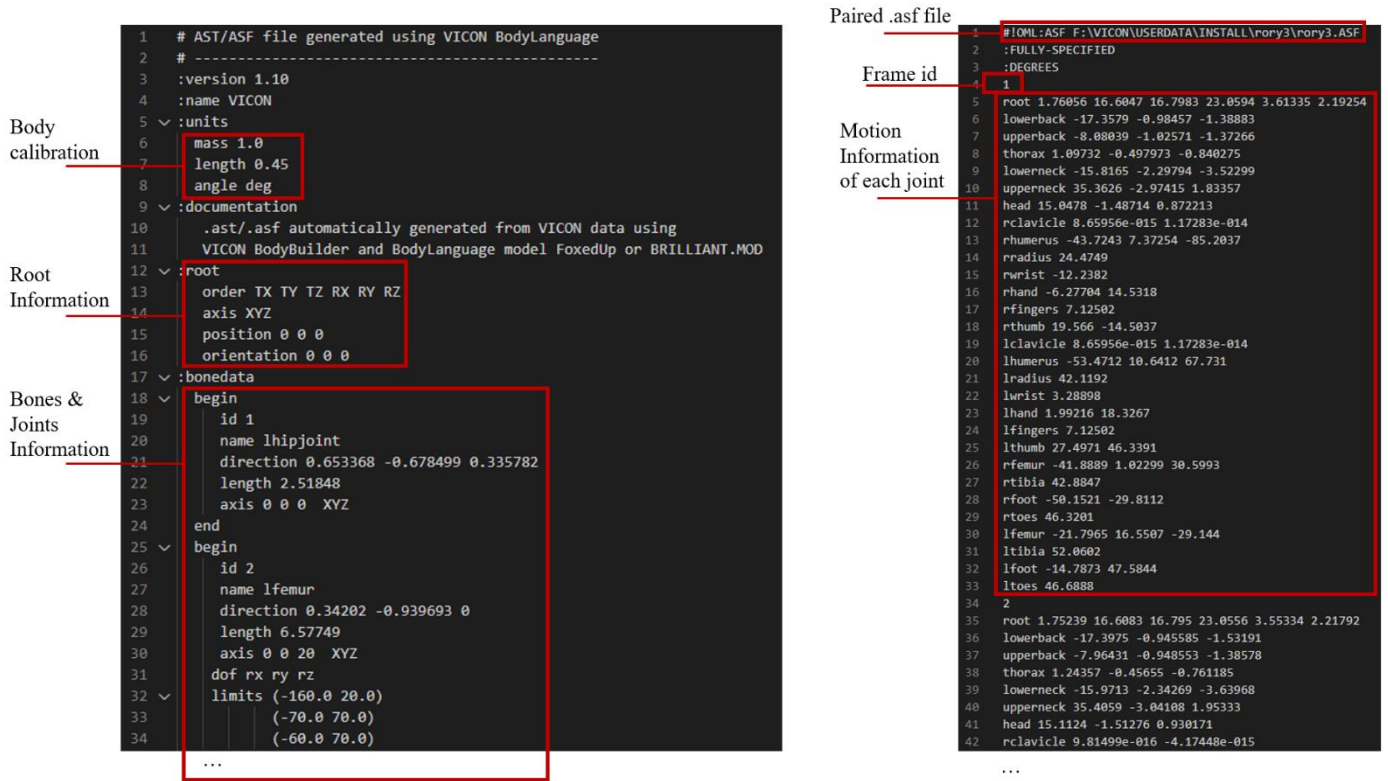 Body
calibration
Root
Information
Bones &
Joints
Information
1 # AST/ASF file generated using VICON BodyLanguage
2 # -----------------------------------------------
3 :version 1.10
4 :name VICON
5 :units
6 mass 1.0
7 length 0.45
8 angle deg
9 :documentation
10 .ast/.asf automatically generated from VICON data using
11 VICON BodyBuilder and BodyLanguage model FoxedUp or BRILLIANT.MOD
12 :root
13 order TX TY TZ RX RY RZ
14 axis XYZ
15 position 0 0 0
16 orientation 0 0 0
17 :bonedata
18 begin
19 id 1
20 name lhipjoint
21 direction 0.653368 -0.678499 0.335782
22 length 2.51848
23 axis 0 0 0 XYZ
24 end
25 begin
26 id 2
27 name lfemur
28 direction 0.34202 -0.939693 0
29 length 6.57749
30 axis 0 0 20 XYZ
31 dof rx ry rz
32 limits (-160.0 20.0)
33 (-70.0 70.0)
34 (-60.0 70.0)
...
Paired .asf file
Frame id
Motion
Information
of each joint
1 #!OML:ASF F:\VICON\USERDATA\INSTALL\rory3\rory3.ASF
2 :FULLY-SPECIFIED
3 :DEGREES
4 1
5 root 1.76056 16.6047 16.7983 23.0594 3.61335 2.19254
6 lowerback -17.3579 -0.98457 -1.38883
7 upperback -8.08039 -1.02571 -1.37266
8 thorax 1.09732 -0.497973 -0.840275
9 lowerneck -15.8165 -2.29794 -3.52299
10 upperneck 35.3626 -2.97415 1.83357
11 head 15.0478 -1.48714 0.872213
12 rclavicle 8.65956e-015 1.17283e-014
13 rhumerus -43.7243 7.37254 -85.2037
14 rradius 24.4749
15 rwrist -12.2382
16 rhand -6.27704 14.5318
17 rfingers 7.12502
18 rthumb 19.566 -14.5037
19 lclavicle 8.65956e-015 1.17283e-014
20 lhumerus -53.4712 10.6412 67.731
21 lradius 42.1192
22 lwrist 3.28898
23 lhand 1.99216 18.3267
24 lfingers 7.12502
25 lthumb 27.4971 46.3391
26 rfemur -41.8889 1.02299 30.5993
27 rtibia 42.8847
28 rfoot -50.1521 -29.8112
29 rtoes 46.3201
30 lfemur -21.7965 16.5507 -29.144
31 ltibia 52.0602
32 lfoot -14.7873 47.5844
33 ltoes 46.6888
34 2
35 root 1.75239 16.6083 16.795 23.0556 3.55334 2.21792
36 lowerback -17.3975 -0.945585 -1.53191
37 upperback -7.96431 -0.948553 -1.38578
38 thorax 1.24357 -0.45655 -0.761185
39 lowerneck -15.9713 -2.34269 -3.63968
40 upperneck 35.4059 -3.04108 1.95333
41 head 15.1124 -1.51276 0.930171
42 rclavicle 9.81499e-016 -4.17448e-015
...